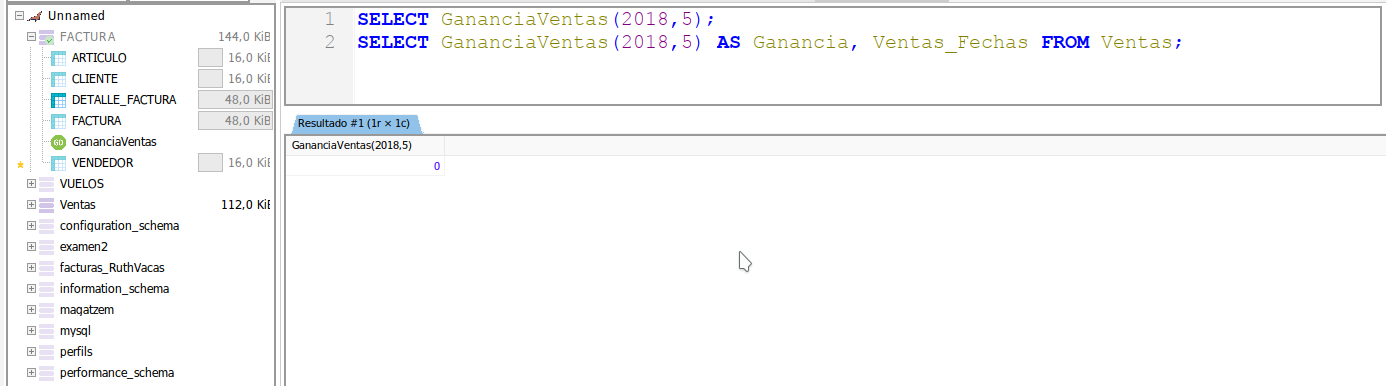 Unnamed
FACTURA 144,0 KiB
ARTICULO 16,0 KiB
CLIENTE 16,0 KiB
DETALLE_FACTURA 48,0 KiB
FACTURA 48,0 KiB
GananciaVentas
VENDEDOR 16,0 KiB
VUELOS
Ventas 112,0 KiB
configuration_schema
examen2
facturas_RuthVacas
information_schema
magatzem
mysql
perfils
performance_schema
1 SELECT GananciaVentas(2018,5);
2 SELECT GananciaVentas(2018,5) AS Ganancia, Ventas_Fechas FROM Ventas;
Resultado #1 (1r × 1c)
GananciaVentas(2018,5)
0